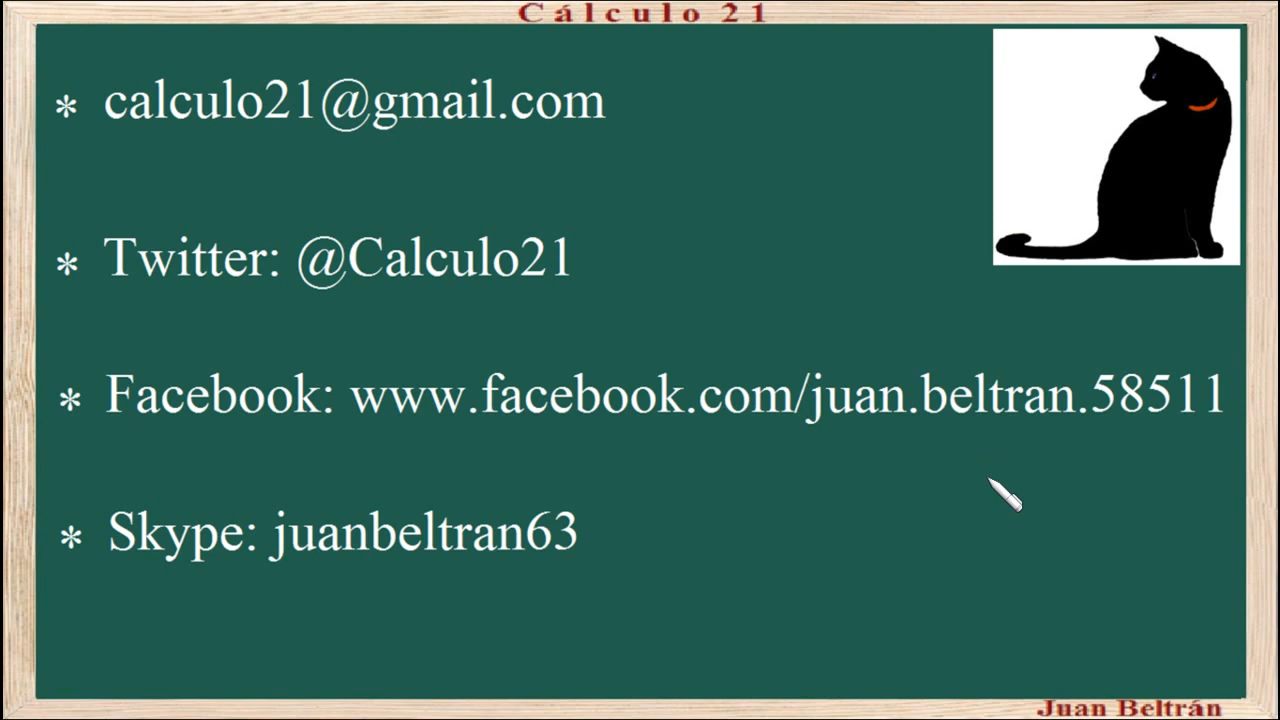 Cálculo 21
* calculo21@gmail.com
* Twitter: @Calculo21
* Facebook: www.facebook.com/juan.beltran.58511
* Skype: juanbeltran63
Juan Beltrán